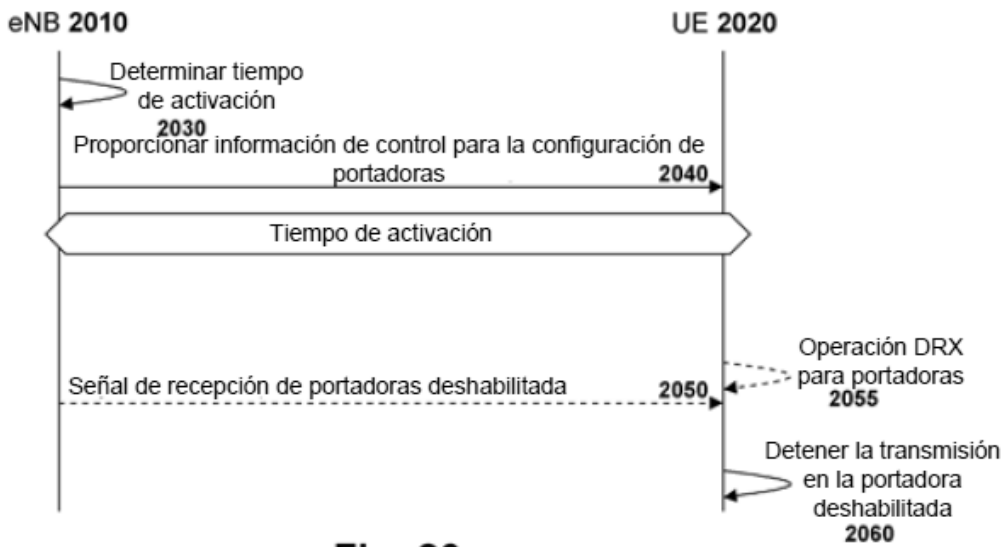 eNB 2010
UE 2020
Determinar tiempo
de activación
2030
Proporcionar información de control para la configuración de
portadoras 2040
Tiempo de activación
Operación DRX
para portadoras
2055
Señal de recepción de portadoras deshabilitada 2050
Detener la transmisión
en la portadora
deshabilitada
2060